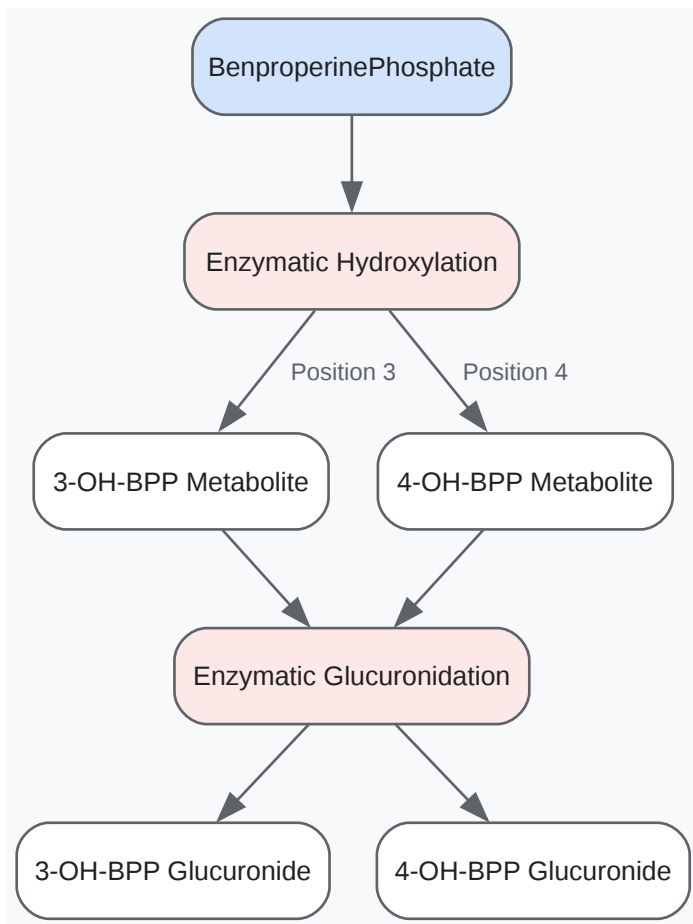 BenproperinePhosphate
Enzymatic Hydroxylation
Position 3
Position 4
3-OH-BPP Metabolite
4-OH-BPP Metabolite
Enzymatic Glucuronidation
3-OH-BPP Glucuronide
4-OH-BPP Glucuronide